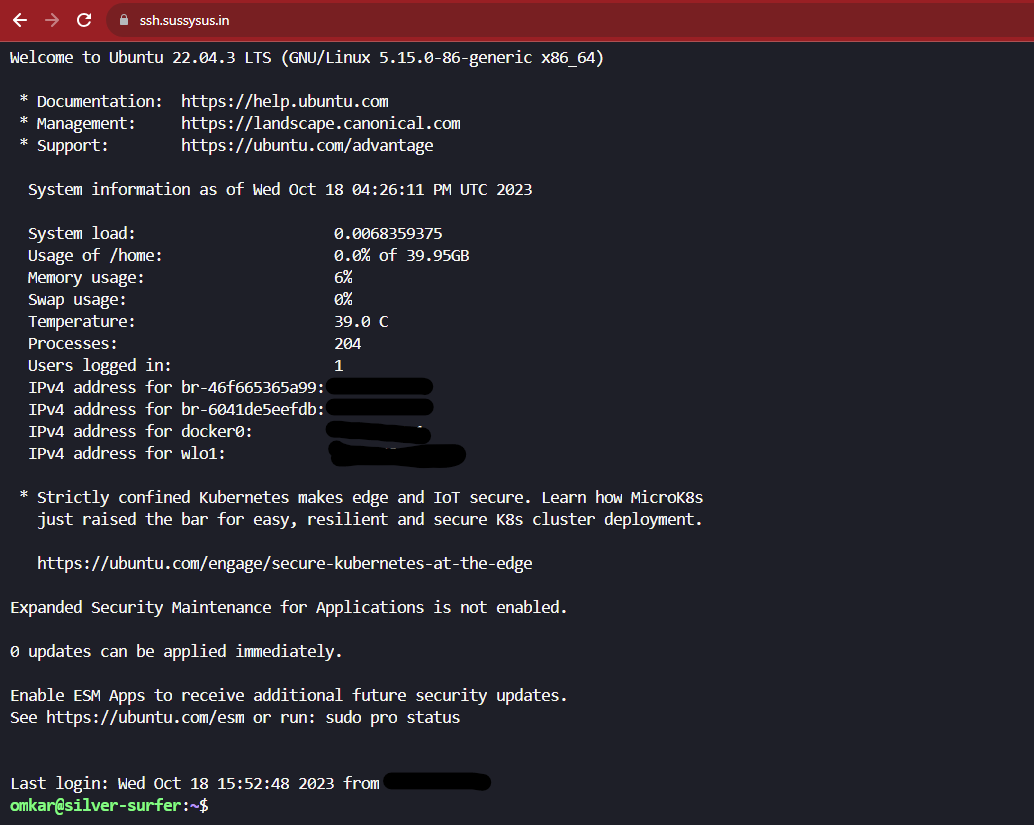 ssh.sussysus.in
Welcome to Ubuntu 22.04.3 LTS (GNU/Linux 5.15.0-86-generic x86_64)
* Documentation: https://help.ubuntu.com
* Management: https://landscape.canonical.com
* Support: https://ubuntu.com/advantage
System information as of Wed Oct 18 04:26:11 PM UTC 2023
System load: 0.0068359375
Usage of /home: 0.0% of 39.95GB
Memory usage: 6%
Swap usage: 0%
Temperature: 39.0 C
Processes: 204
Users logged in: 1
IPv4 address for br-46f665365a99:
IPv4 address for br-6041de5eefdb:
IPv4 address for docker0:
IPv4 address for wlo1:
* Strictly confined Kubernetes makes edge and IoT secure. Learn how MicroK8s
just raised the bar for easy, resilient and secure K8s cluster deployment.
https://ubuntu.com/engage/secure-kubernetes-at-the-edge
Expanded Security Maintenance for Applications is not enabled.
0 updates can be applied immediately.
Enable ESM Apps to receive additional future security updates.
See https://ubuntu.com/esm or run: sudo pro status
Last login: Wed Oct 18 15:52:48 2023 from
omkar@silver-surfer:~$